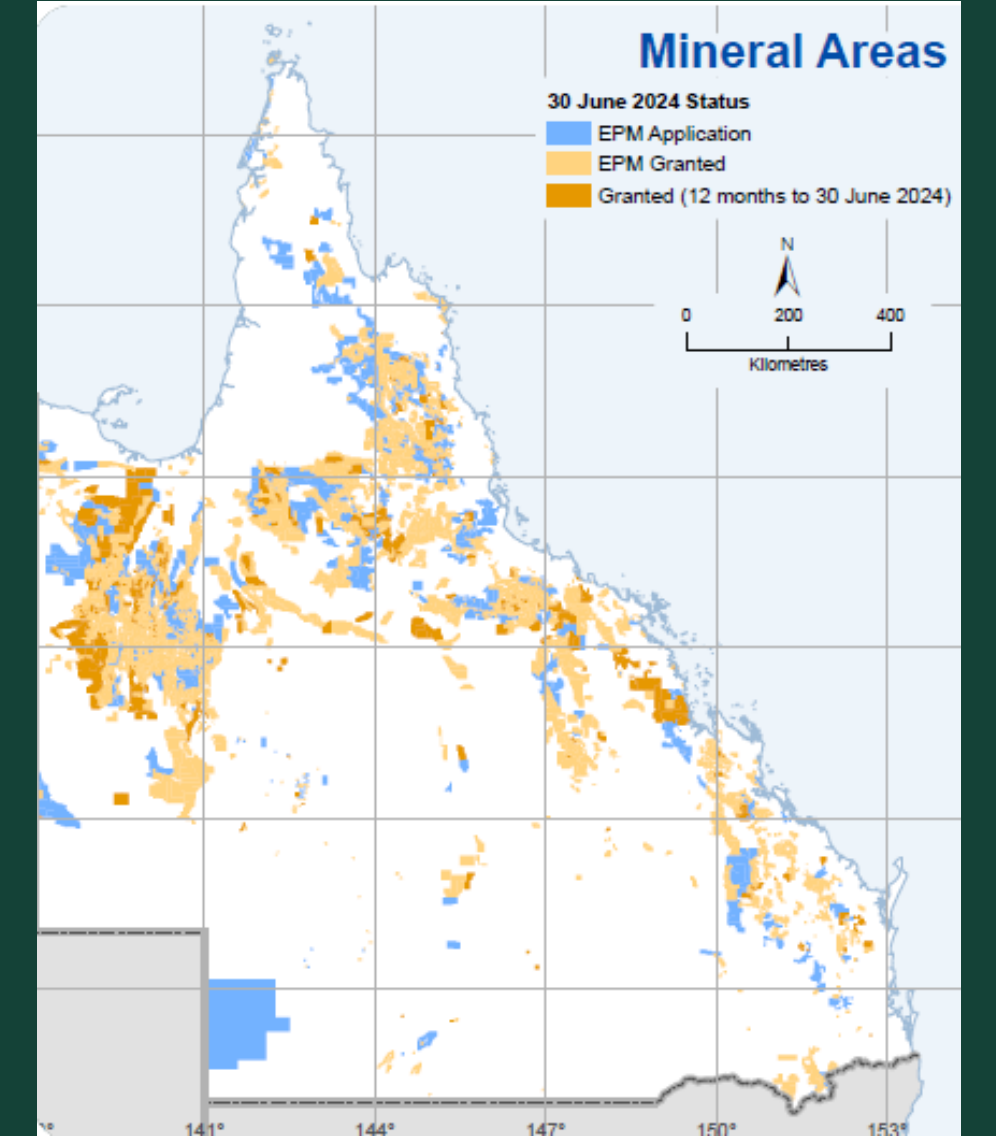 Mineral Areas
30 June 2024 Status
EPM Application
EPM Granted
Granted (12 months to 30 June 2024)
N
0 200 400
Kilometres
141° 144° 147° 150° 153°